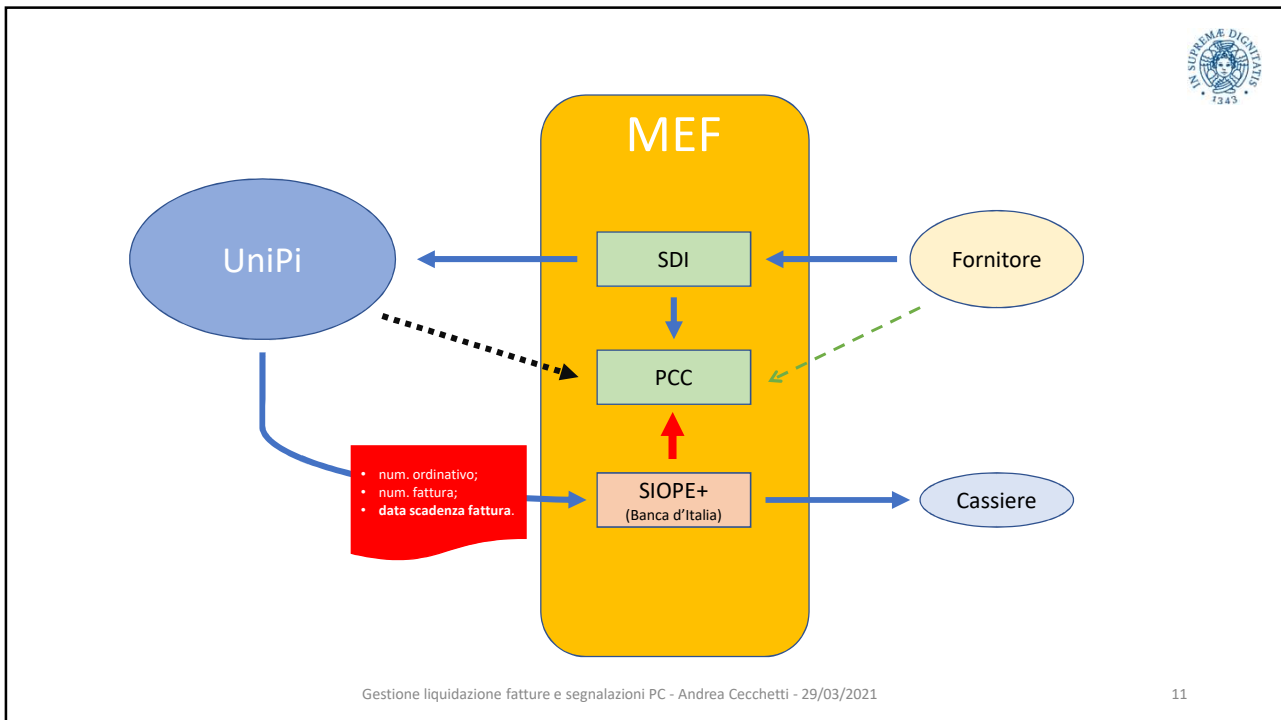 IN SUPREMÆ DIGNITATIS
• 1343 •
MEF
UniPi
SDI
Fornitore
PCC
• num. ordinativo;
• num. fattura;
• data scadenza fattura.
SIOPE+
(Banca d'Italia)
Cassiere
Gestione liquidazione fatture e segnalazioni PC - Andrea Cecchetti - 29/03/2021
11